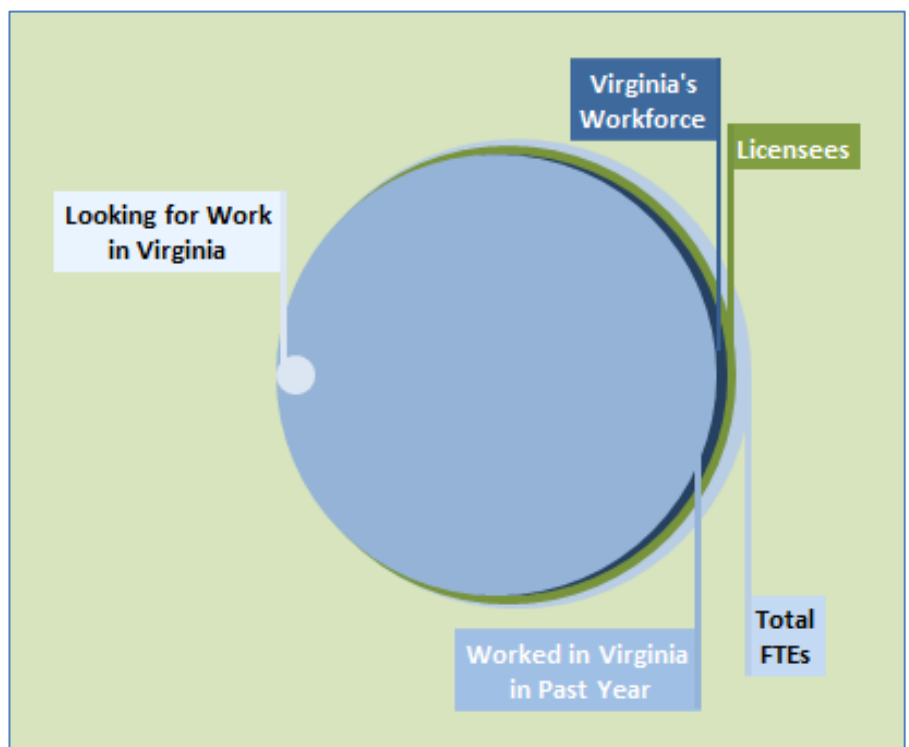 Virginia's
Workforce
Licensees
Looking for Work
in Virginia
Total
FTEs
Worked in Virginia
in Past Year